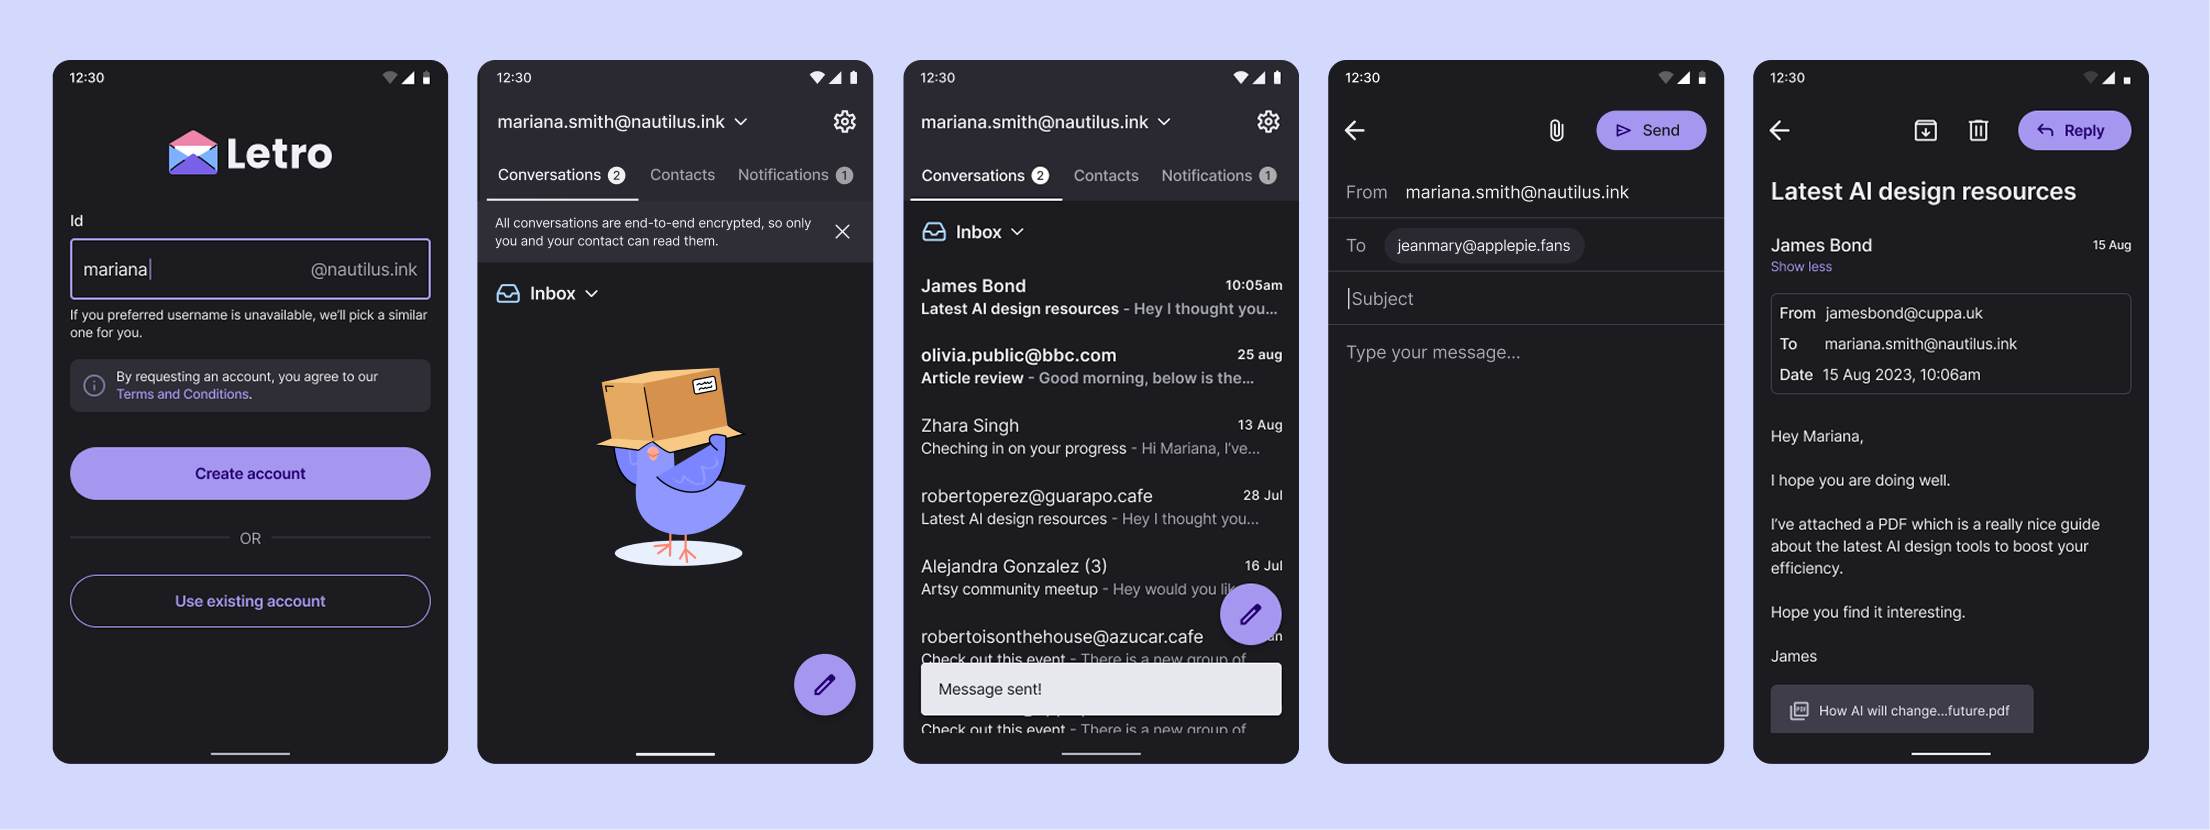 12:30
Letro
Id
mariana
@nautilus.ink
If you preferred username is unavailable, we'll pick a similar
one for you.
By requesting an account, you agree to our
Terms and Conditions.
Create account
OR
Use existing account
12:30
mariana.smith@nautilus.ink
Conversations 2 Contacts Notifications 1
All conversations are end-to-end encrypted, so only
you and your contact can read them.
Inbox
12:30
mariana.smith@nautilus.ink
Conversations 2 Contacts Notifications 1
Inbox
James Bond 10:05am
Latest AI design resources - Hey I thought you...
olivia.public@bbc.com 25 aug
Article review - Good morning, below is the...
Zhara Singh 13 Aug
Cheching in on your progress - Hi Mariana, I've...
robertoperez@guarapo.cafe 28 Jul
Latest AI design resources - Hey I thought you...
Alejandra Gonzalez (3) 16 Jul
Artsy community meetup - Hey would you
robertoisonthehouse@azucar.cafe
Check out this event - There is a new group of
Message sent!
Check out this event - There is a new group of
12:30
Send
From mariana.smith@nautilus.ink
To jeanmary@applepie.fans
Subject
Type your message...
12:30
Reply
Latest AI design resources
James Bond 15 Aug
Show less
From jamesbond@cuppa.uk
To mariana.smith@nautilus.ink
Date 15 Aug 2023, 10:06am
Hey Mariana,
I hope you are doing well.
I've attached a PDF which is a really nice guide
about the latest AI design tools to boost your
efficiency.
Hope you find it interesting.
James
PDF
How AI will change...future.pdf